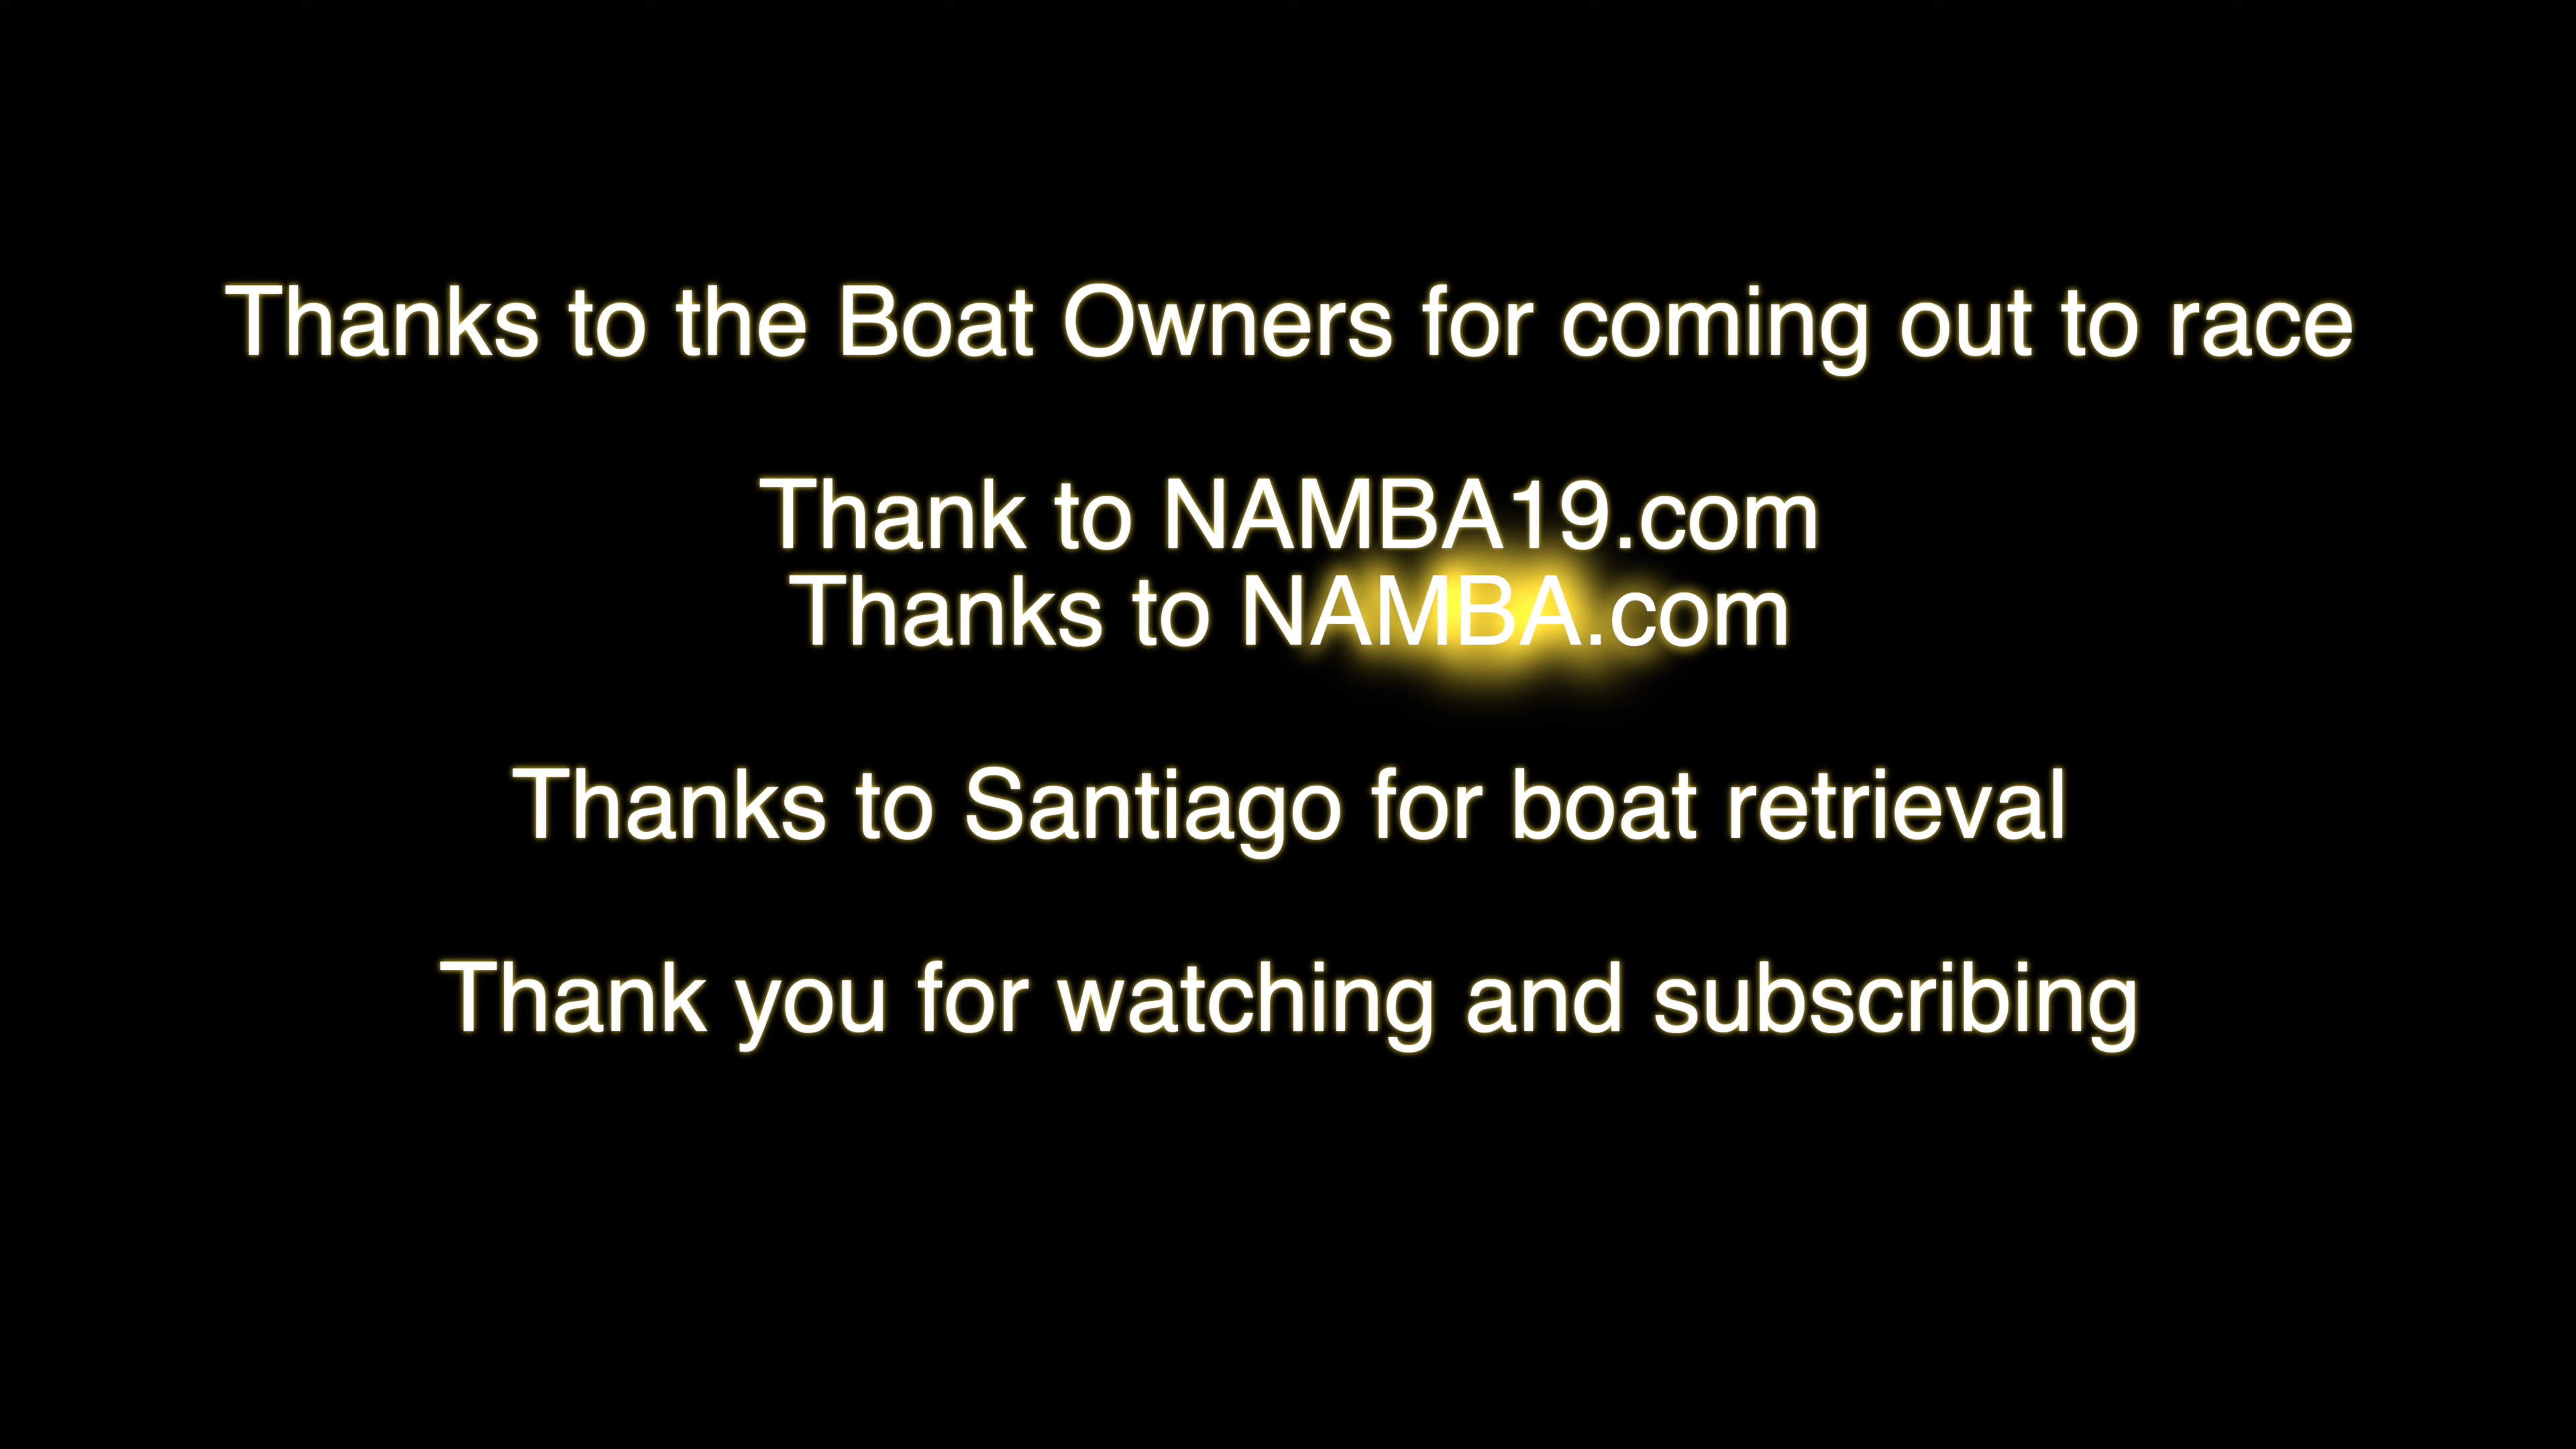 Thanks to the Boat Owners for coming out to race
Thank to NAMBA19.com
Thanks to NAMBA.com
Thanks to Santiago for boat retrieval
Thank you for watching and subscribing